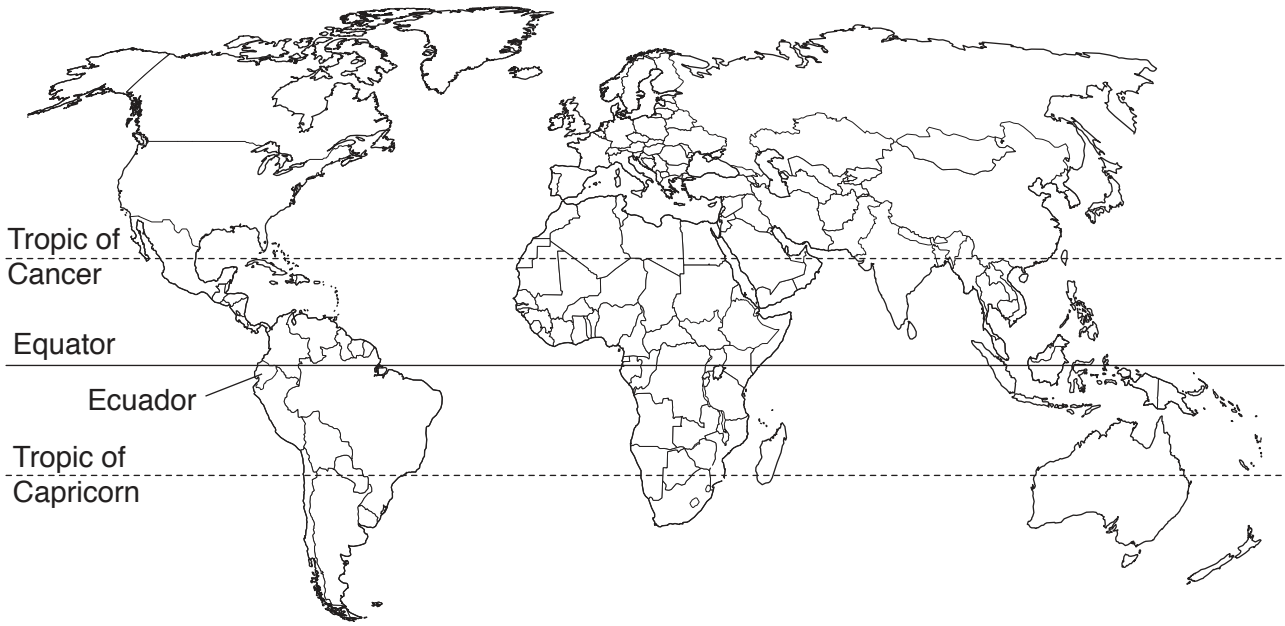 Tropic of
Cancer
Equator
Ecuador
Tropic of
Capricorn